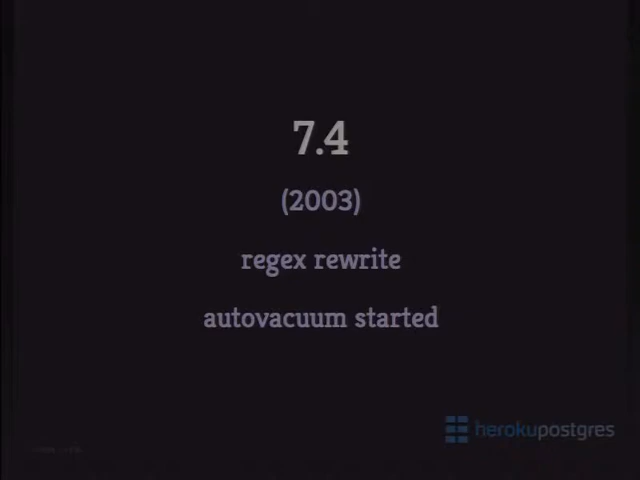 7.4
(2003)
regex rewrite
autovacuum started
herokupostgres